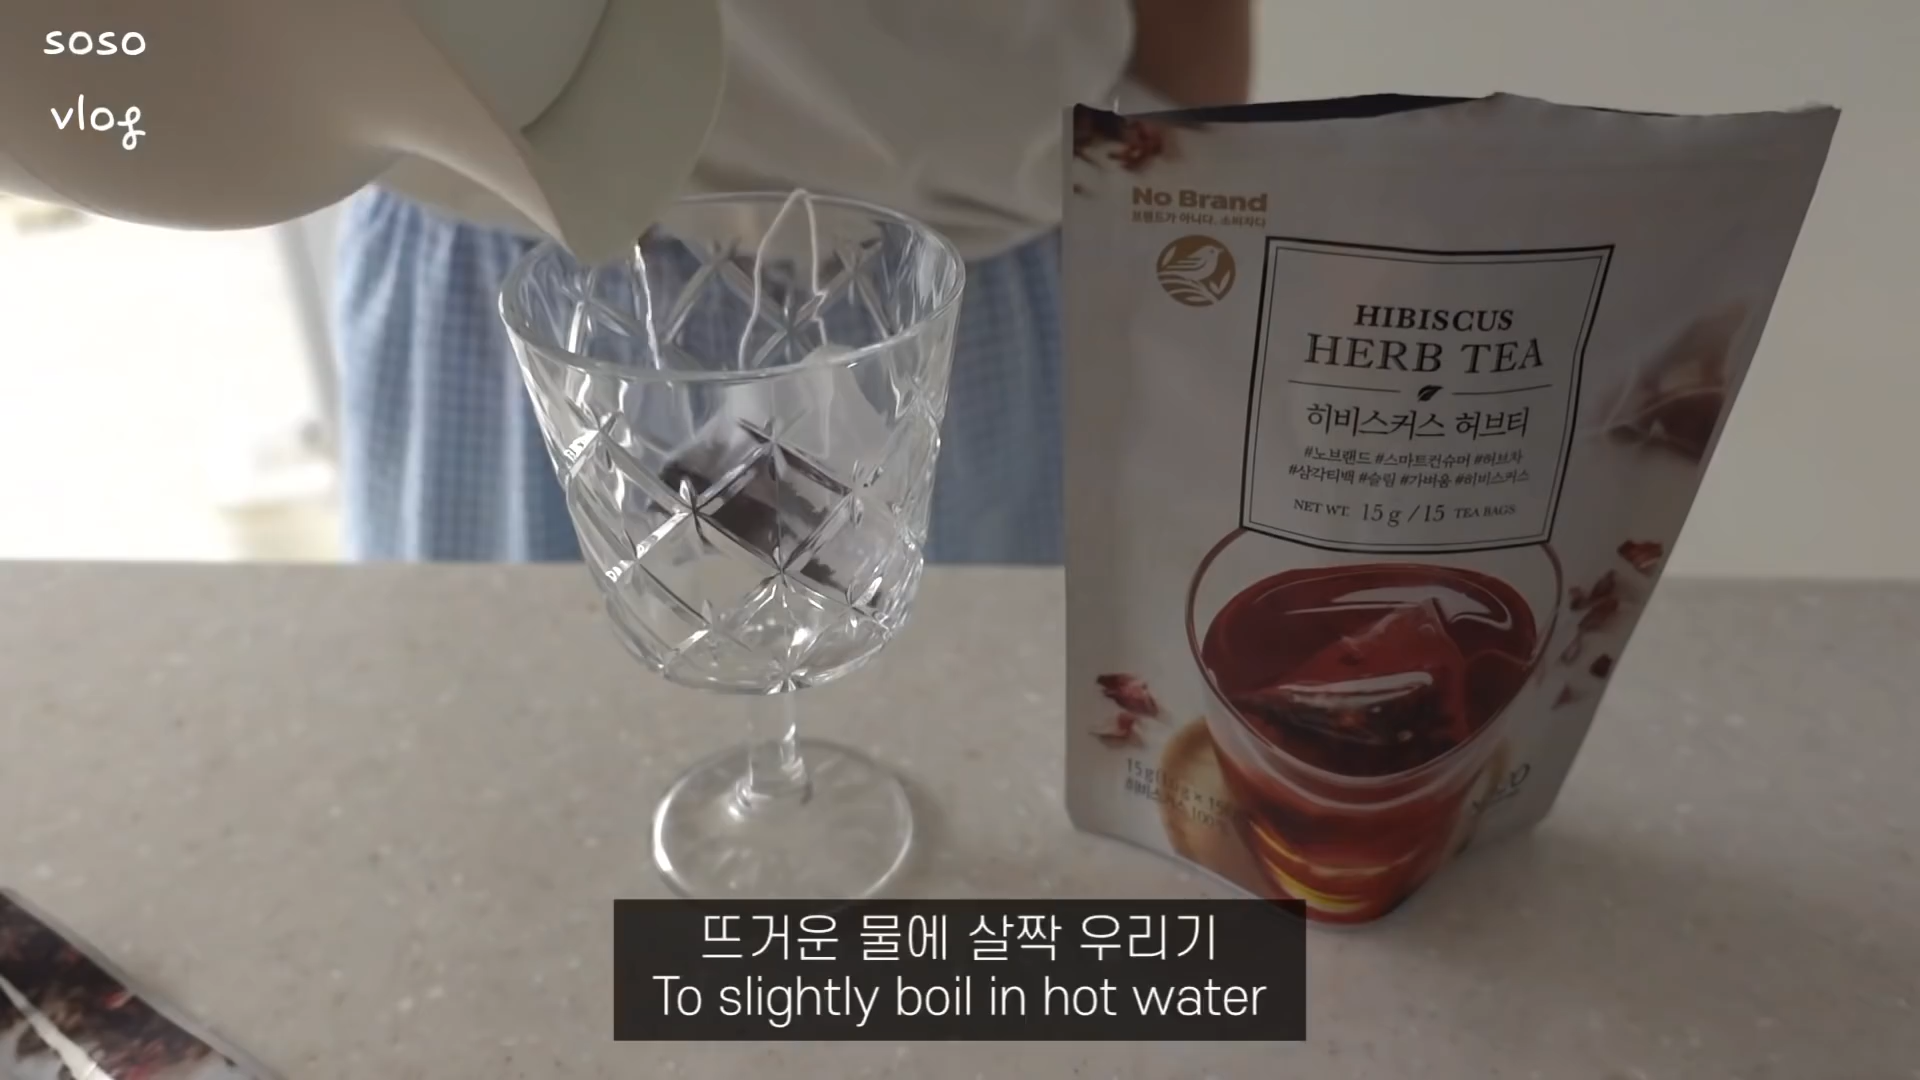 soso
vlog
No Brand
브랜드가 아니다. 소비자다
HIBISCUS
HERB TEA
히비스커스 허브티
#노브랜드 #스마트컨슈머 #허브차
#삼각티백 #슬림 #가벼움 #히비스커스
NET WT. 15g / 15 TEA BAGS
뜨거운 물에 살짝 우리기
To slightly boil in hot water